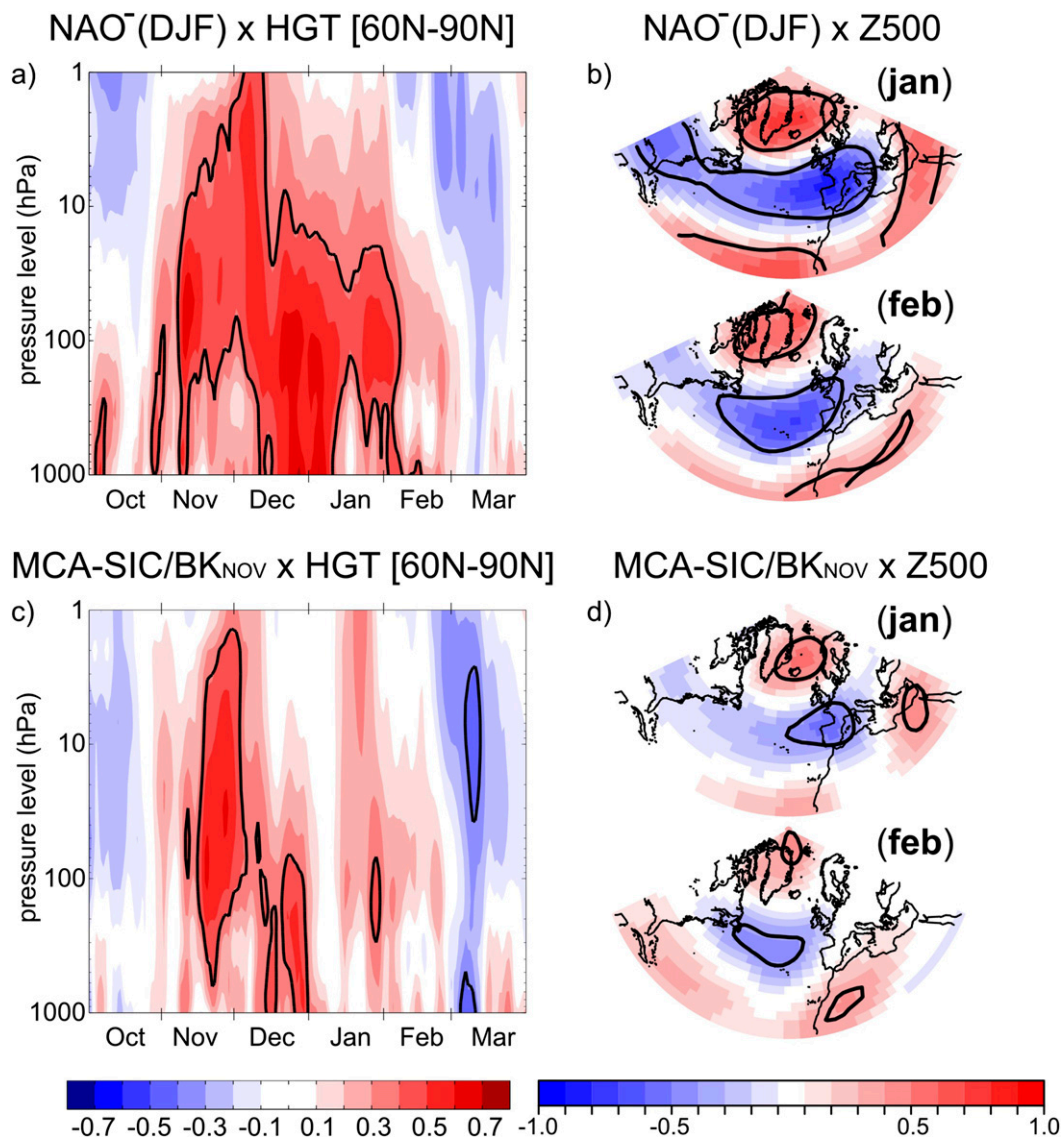 NAO⁻(DJF) x HGT [60N-90N]
NAO⁻(DJF) x Z500
a)
1
10
100
1000
pressure level (hPa)
Oct Nov Dec Jan Feb Mar
b)
(jan)
(feb)
MCA-SIC/BKNOV x HGT [60N-90N]
MCA-SIC/BKNOV x Z500
c)
1
10
100
1000
pressure level (hPa)
Oct Nov Dec Jan Feb Mar
d)
(jan)
(feb)
-0.7 -0.5 -0.3 -0.1 0.1 0.3 0.5 0.7
-1.0 -0.5 0.5 1.0